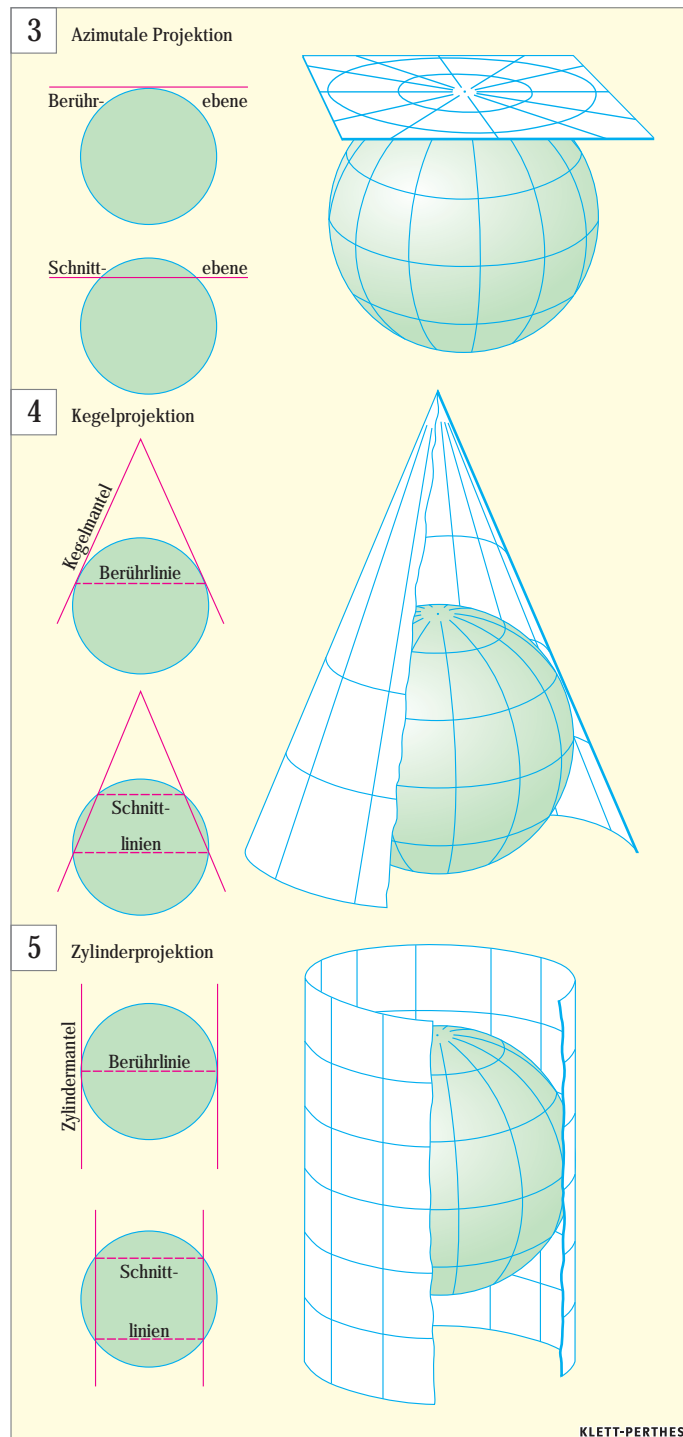 3 Azimutale Projektion
Berühr- ebene
Schnitt- ebene
4 Kegelprojektion
Kegelmantel
Berührlinie
Schnitt-
linien
5 Zylinderprojektion
Zylindermantel
Berührlinie
Schnitt-
linien
KLETT-PERTHES